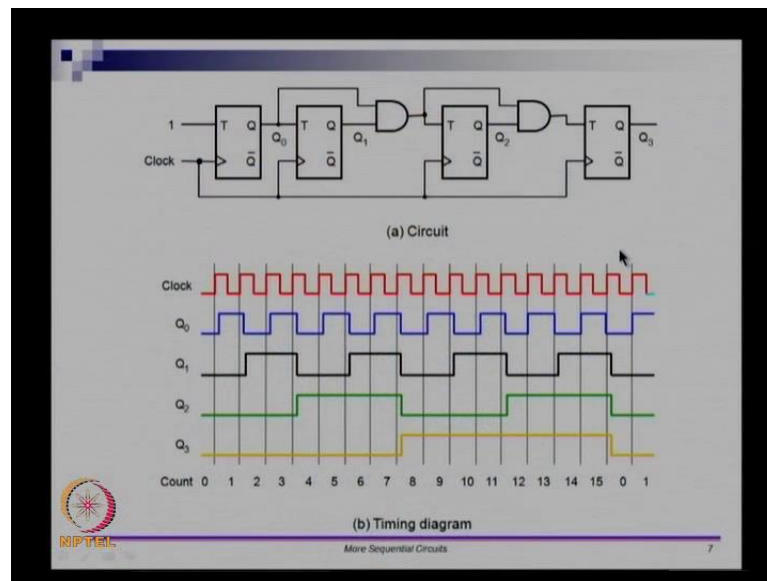 1 T Q Q₀ T Q Q₁ T Q Q₂ T Q Q₃
Clock Q̅ Q̅ Q̅ Q̅
(a) Circuit
Clock
Q₀
Q₁
Q₂
Q₃
Count 0 1 2 3 4 5 6 7 8 9 10 11 12 13 14 15 0 1
(b) Timing diagram
NPTEL
More Sequential Circuits
7